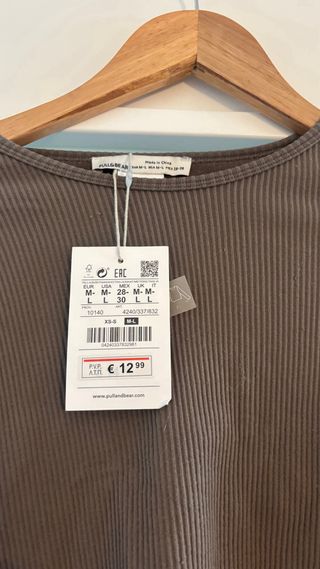 PULL&BEAR
Made in China
EAC
EUR USA MEX UK IT
M- M- 28- M- M-
L L 30 L L
10140 4240/337/832
XS-S M-L
04240337832981
P.V.P.
Λ.Τ.Π.
€ 12 99
www.pullandbear.com